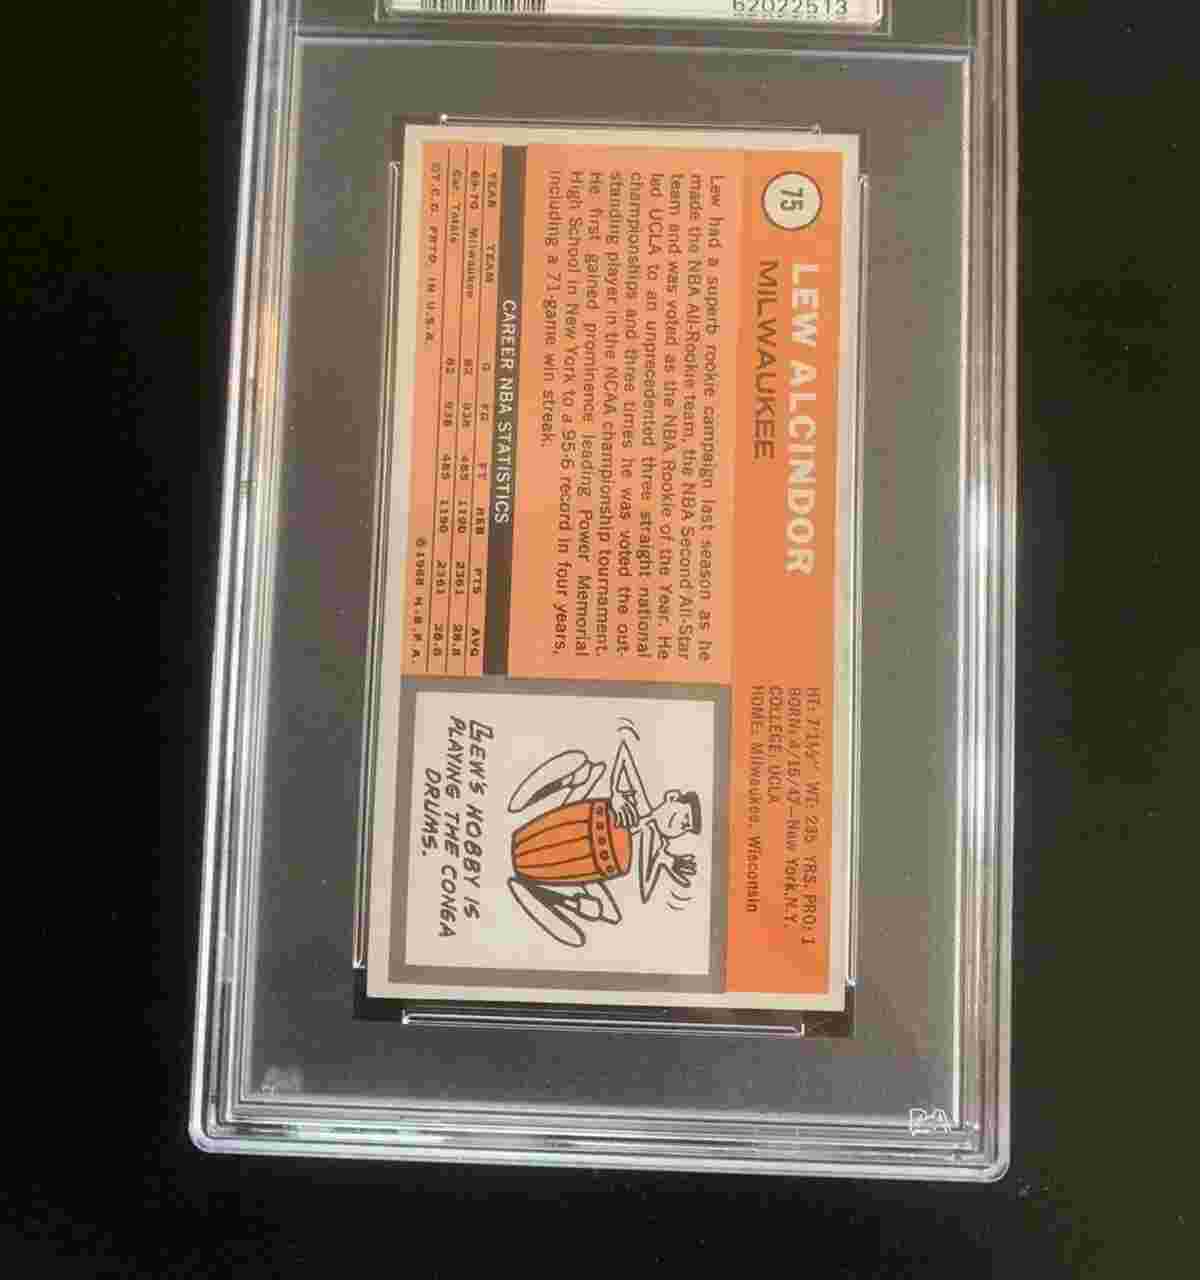 62022513
75
LEW ALCINDOR
MILWAUKEE
HT: 7'1½" WT: 235 YRS. PRO: 1
BORN: 4/16/47—New York, N.Y.
COLLEGE: UCLA
HOME: Milwaukee, Wisconsin
Lew had a superb rookie campaign last season as he
made the NBA All-Rookie team, the NBA Second All-Star
team and was voted as the NBA Rookie of the Year. He
led UCLA to an unprecedented three straight national
championships and three times he was voted the out-
standing player in the NCAA championship tournament.
He first gained prominence leading Power Memorial
High School in New York to a 95-6 record in four years,
including a 71-game win streak.
CAREER NBA STATISTICS
YEAR TEAM G FG FT REB PTS AVG
69-70 Milwaukee 82 938 485 1190 2361 28.8
Car. Totals 82 938 485 1190 2361 28.8
©T.C.G. PRTD. IN U.S.A. ©1968 N.B.P.A.
LEW'S HOBBY IS
PLAYING THE CONGA
DRUMS.